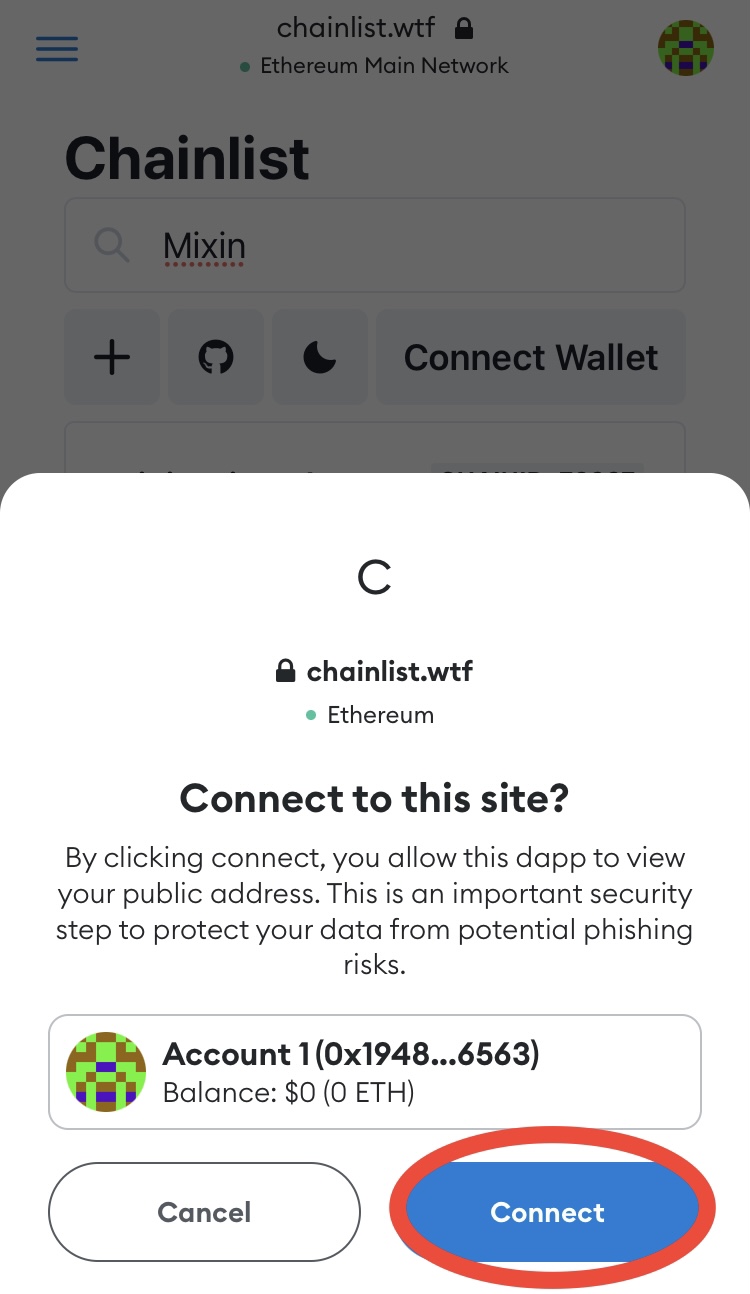 chainlist.wtf
Ethereum Main Network
Chainlist
Mixin
Connect Wallet
chainlist.wtf
Ethereum
Connect to this site?
By clicking connect, you allow this dapp to view
your public address. This is an important security
step to protect your data from potential phishing
risks.
Account 1 (0x1948...6563)
Balance: $0 (0 ETH)
Cancel
Connect